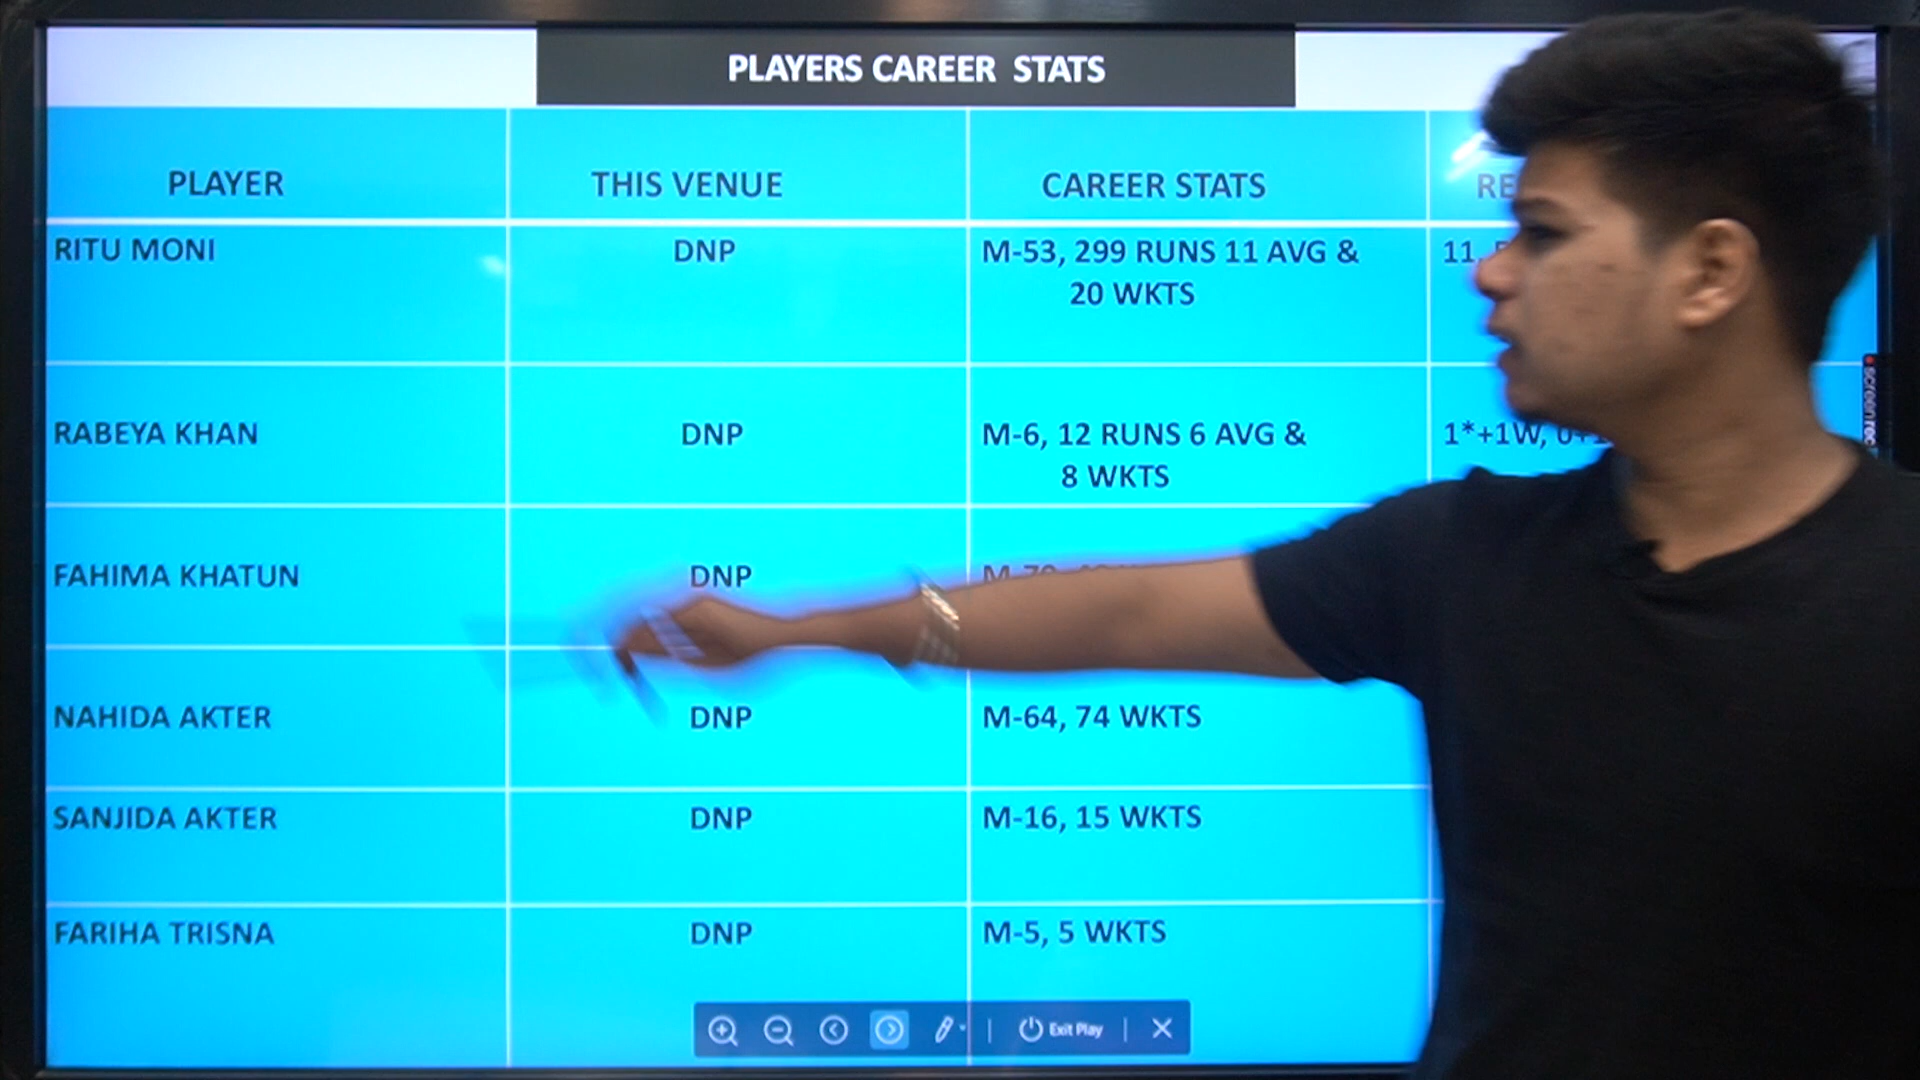 PLAYERS CAREER STATS
PLAYER THIS VENUE CAREER STATS
RITU MONI DNP M-53, 299 RUNS 11 AVG &
20 WKTS
RABEYA KHAN DNP M-6, 12 RUNS 6 AVG & 1*+1W,
8 WKTS
FAHIMA KHATUN DNP
NAHIDA AKTER DNP M-64, 74 WKTS
SANJIDA AKTER DNP M-16, 15 WKTS
FARIHA TRISNA DNP M-5, 5 WKTS
Exit Play
screenrec